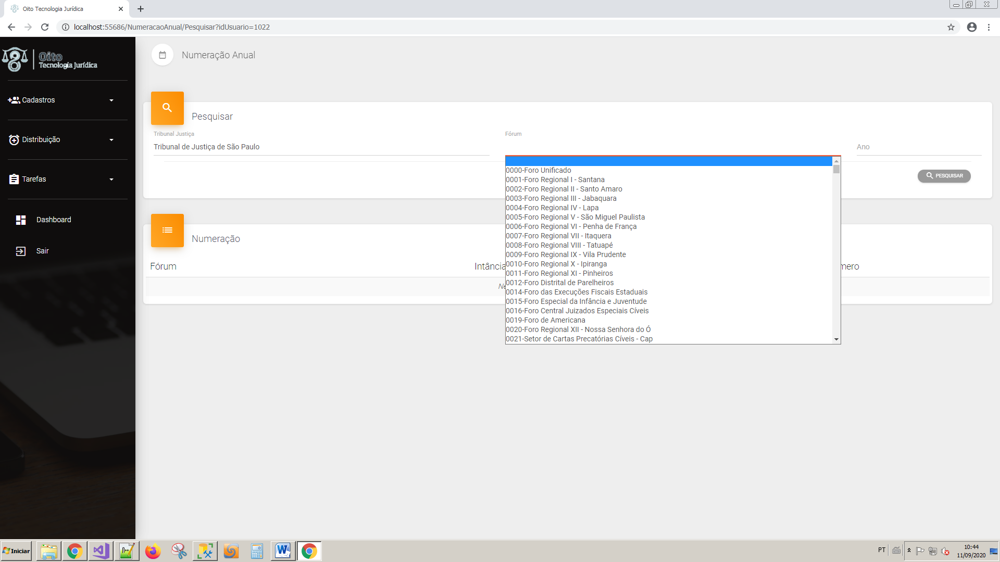 Oito Tecnologia Jurídica
localhost:55686/NumeracaoAnual/Pesquisar?idUsuario=1022
Oito
Tecnologia Jurídica
Numeração Anual
Cadastros
Distribuição
Tarefas
Dashboard
Sair
Pesquisar
Tribunal Justiça
Tribunal de Justiça de São Paulo
Fórum
Ano
PESQUISAR
0000-Foro Unificado
0001-Foro Regional I - Santana
0002-Foro Regional II - Santo Amaro
0003-Foro Regional III - Jabaquara
0004-Foro Regional IV - Lapa
0005-Foro Regional V - São Miguel Paulista
0006-Foro Regional VI - Penha de França
0007-Foro Regional VII - Itaquera
0008-Foro Regional VIII - Tatuapé
0009-Foro Regional IX - Vila Prudente
0010-Foro Regional X - Ipiranga
0011-Foro Regional XI - Pinheiros
0012-Foro Distrital de Parelheiros
0014-Foro das Execuções Fiscais Estaduais
0015-Foro Especial da Infância e Juventude
0016-Foro Central Juizados Especiais Cíveis
0019-Foro de Americana
0020-Foro Regional XII - Nossa Senhora do Ó
0021-Setor de Cartas Precatórias Cíveis - Cap
Numeração
Fórum
Intância
mero
Ne
Iniciar
PT
10:44
11/09/2020